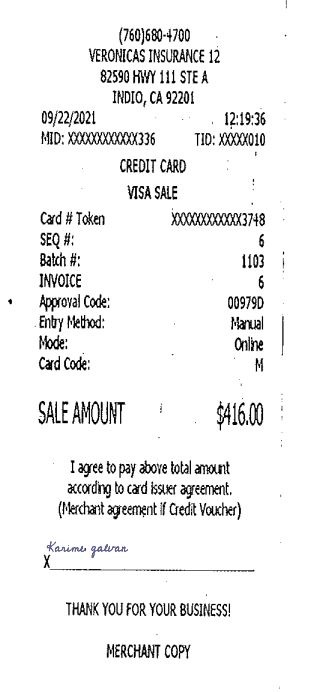 (760)680-4700
VERONICAS INSURANCE 12
82590 HWY 111 STE A
INDIO, CA 92201
09/22/2021 12:19:36
MID: XXXXXXXXXXXX336 TID: XXXXX010
CREDIT CARD
VISA SALE
Card # Token XXXXXXXXXXXX3748
SEQ #: 6
Batch #: 1103
INVOICE 6
Approval Code: 00979D
Entry Method: Manual
Mode: Online
Card Code: M
SALE AMOUNT $416.00
I agree to pay above total amount
according to card issuer agreement.
(Merchant agreement if Credit Voucher)
Karime galvan
X
THANK YOU FOR YOUR BUSINESS!
MERCHANT COPY